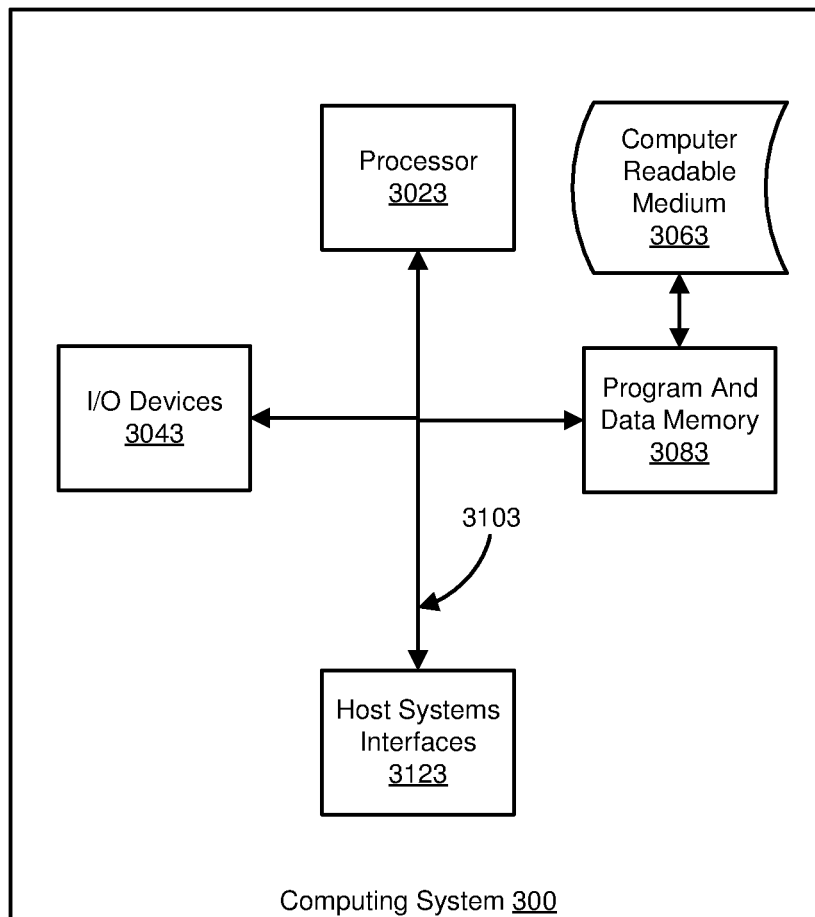 Processor
3023
Computer
Readable
Medium
3063
I/O Devices
3043
Program And
Data Memory
3083
3103
Host Systems
Interfaces
3123
Computing System 300